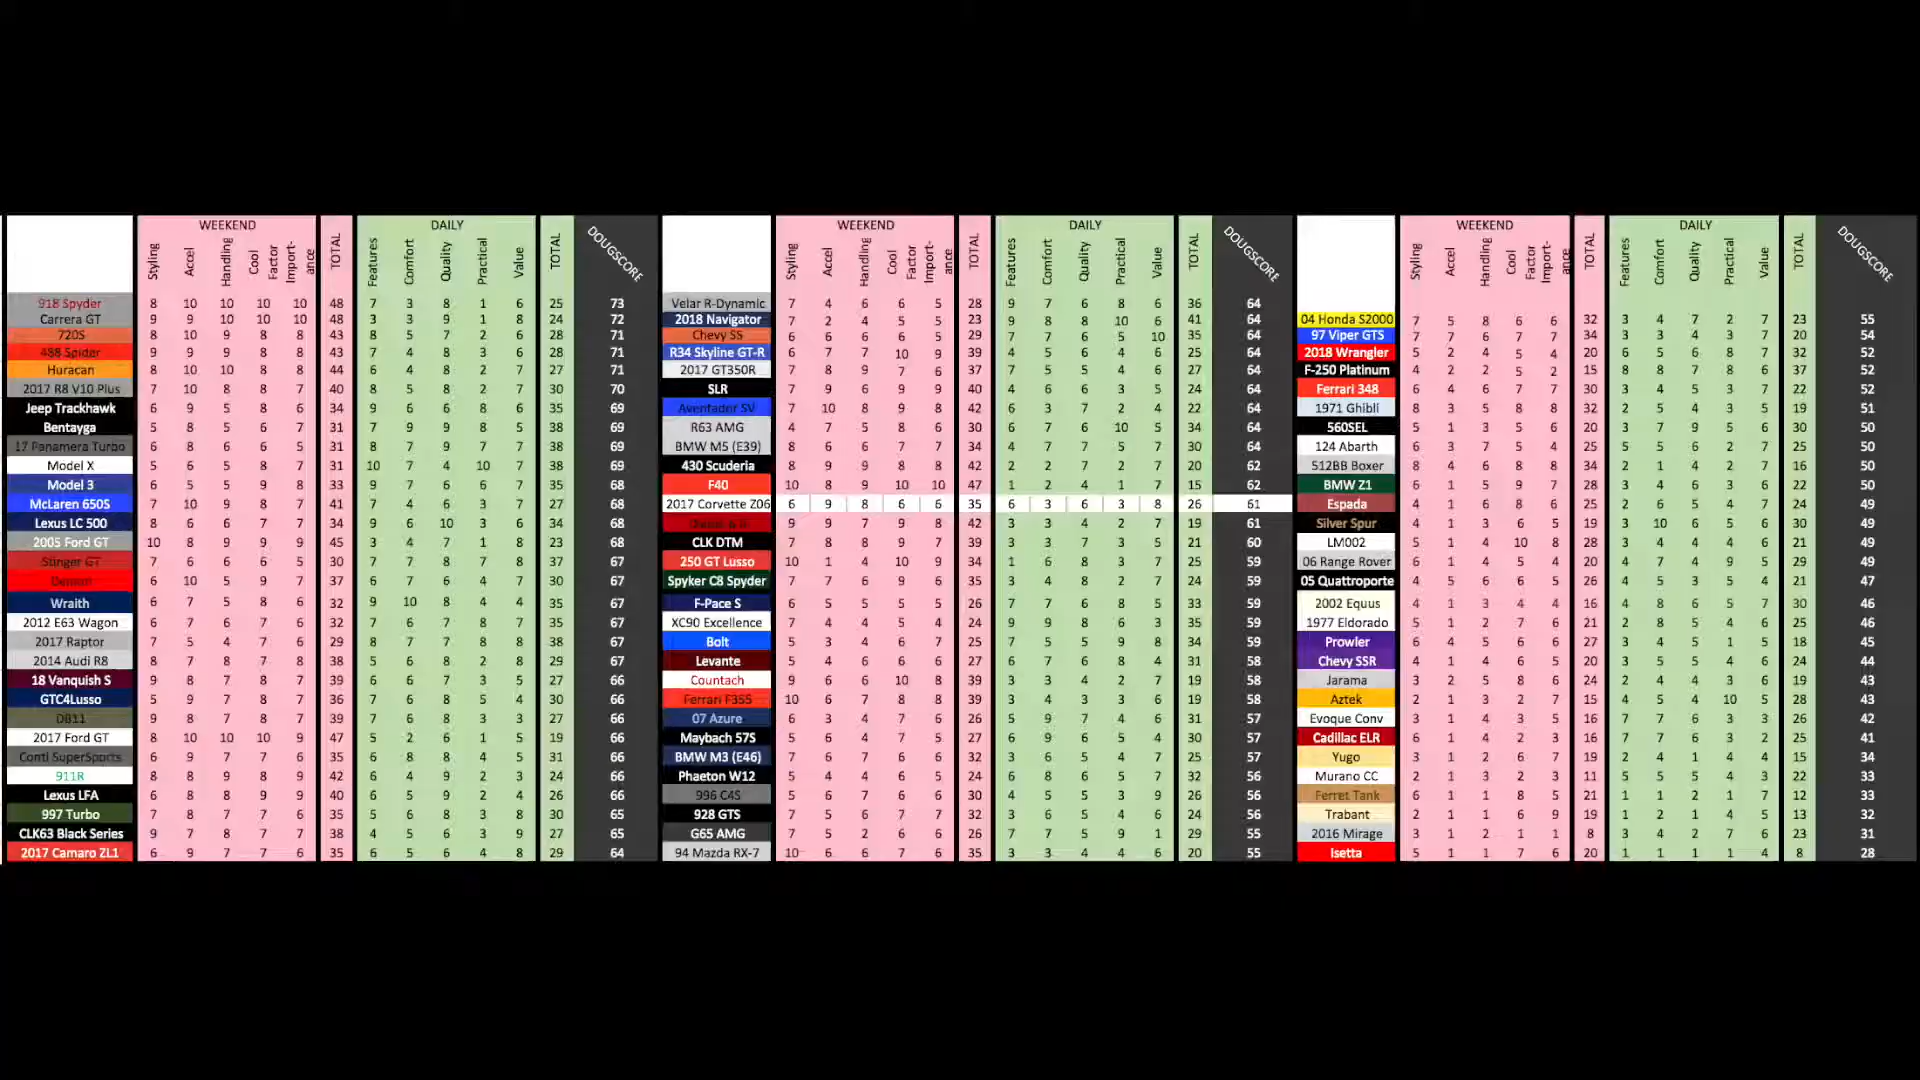 WEEKEND DAILY
Styling Accel Handling Cool Factor Import-ance TOTAL Features Comfort Quality Practical Value TOTAL DOUGSCORE
918 Spyder 8 10 10 10 10 48 7 3 8 1 6 25 73
Carrera GT 9 9 10 10 10 48 3 3 9 1 8 24 72
720S 8 10 9 8 8 43 8 5 7 2 6 28 71
488 Spider 9 9 9 8 8 43 7 4 8 3 6 28 71
Huracan 8 10 10 8 8 44 6 4 8 2 7 27 71
2017 R8 V10 Plus 7 10 8 8 7 40 8 5 8 2 7 30 70
Jeep Trackhawk 6 9 5 8 6 34 9 6 6 8 6 35 69
Bentayga 5 8 5 6 7 31 7 9 9 8 5 38 69
17 Panamera Turbo 6 8 6 6 5 31 8 7 9 7 7 38 69
Model X 5 6 5 8 7 31 10 7 4 10 7 38 69
Model 3 6 5 5 9 8 33 9 7 6 6 7 35 68
McLaren 650S 7 10 9 8 7 41 7 4 6 3 7 27 68
Lexus LC 500 8 6 6 7 7 34 9 6 10 3 6 34 68
2005 Ford GT 10 8 9 9 9 45 3 4 7 1 8 23 68
Stinger GT 7 6 6 6 5 30 7 7 8 7 8 37 67
Demon 6 10 5 9 7 37 6 7 6 4 7 30 67
Wraith 6 7 5 8 6 32 9 10 8 4 4 35 67
2012 E63 Wagon 6 7 6 7 6 32 7 6 7 8 7 35 67
2017 Raptor 7 5 4 7 6 29 8 7 7 8 8 38 67
2014 Audi R8 8 7 8 7 8 38 5 6 8 2 8 29 67
18 Vanquish S 9 8 7 8 7 39 6 6 7 3 5 27 66
GTC4Lusso 5 9 7 7 8 36 7 6 8 5 4 30 66
DB11 9 8 7 8 7 39 7 6 8 3 3 27 66
2017 Ford GT 8 10 10 10 9 47 5 2 6 1 5 19 66
Conti SuperSports 6 9 7 7 6 35 6 8 8 4 5 31 66
911R 8 8 9 8 9 42 6 4 9 2 3 24 66
Lexus LFA 6 8 8 9 9 40 6 5 9 2 4 26 66
997 Turbo 7 8 7 7 6 35 5 6 8 3 8 30 65
CLK63 Black Series 9 7 8 7 7 38 4 5 6 3 9 27 65
2017 Camaro ZL1 6 9 7 7 6 35 6 5 6 4 8 29 64
WEEKEND DAILY
Styling Accel Handling Cool Factor Import-ance TOTAL Features Comfort Quality Practical Value TOTAL DOUGSCORE
Velar R-Dynamic 7 4 6 6 5 28 9 7 6 8 6 36 64
2018 Navigator 7 2 4 5 5 23 9 8 8 10 6 41 64
Chevy SS 5 6 6 6 6 29 7 8 6 5 10 35 64
R34 Skyline GT-R 6 7 7 10 9 39 4 5 6 4 6 25 64
2017 GT350R 7 8 9 7 6 37 7 5 5 4 6 27 64
SLR 7 9 6 9 9 40 4 6 6 3 5 24 64
Aventador SV 7 10 8 9 8 42 6 3 7 2 4 22 64
R63 AMG 4 7 5 8 6 30 6 7 6 10 5 34 64
BMW M5 (E39) 8 6 6 7 7 34 4 7 7 5 7 30 64
430 Scuderia 8 9 9 8 8 42 2 2 7 2 7 20 62
F40 10 8 9 10 10 47 1 2 4 1 7 15 62
2017 Corvette Z06 6 9 8 6 6 35 6 3 6 3 8 26 61
9 9 7 9 8 42 3 3 4 2 7 19 61
CLK DTM 7 8 8 9 7 39 3 3 7 3 5 21 60
250 GT Lusso 10 1 4 10 9 34 1 6 8 3 7 25 59
Spyker C8 Spyder 7 7 6 9 6 35 3 4 8 2 7 24 59
F-Pace S 6 5 5 5 5 26 7 7 6 8 5 33 59
XC90 Excellence 7 4 4 4 5 24 9 9 8 6 3 35 59
Bolt 5 3 4 6 7 25 7 5 5 9 8 34 59
Levante 5 4 6 6 6 27 6 7 6 8 4 31 58
Countach 9 6 6 10 8 39 3 3 4 2 7 19 58
Ferrari F355 10 6 7 8 8 39 3 4 3 3 6 19 58
07 Azure 6 3 4 7 6 26 5 9 7 4 6 31 57
Maybach 57S 5 6 4 7 5 27 6 9 6 5 4 30 57
BMW M3 (E46) 7 6 7 6 6 32 4 6 4 4 7 25 57
Phaeton W12 5 4 4 6 5 24 6 8 6 5 7 32 56
996 C4S 5 6 7 6 6 30 4 5 5 3 9 26 56
928 GTS 7 5 6 7 7 32 3 6 5 4 6 24 56
G65 AMG 7 5 2 6 6 26 7 7 5 9 1 29 55
94 Mazda RX-7 10 6 6 7 6 35 3 3 4 4 6 20 55
WEEKEND DAILY
Styling Accel Handling Cool Factor Import-ance TOTAL Features Comfort Quality Practical Value TOTAL DOUGSCORE
04 Honda S2000 7 5 8 6 6 32 3 4 7 2 7 23 55
97 Viper GTS 7 7 6 7 7 34 3 3 4 3 7 20 54
2018 Wrangler 5 2 4 5 4 20 6 5 6 8 7 32 52
F-250 Platinum 4 2 2 5 2 15 8 8 7 8 6 37 52
Ferrari 348 6 4 6 7 7 30 3 4 5 3 7 22 52
1971 Ghibli 8 3 5 8 8 32 2 5 4 3 5 19 51
560SEL 5 1 3 5 6 20 3 7 9 5 6 30 50
124 Abarth 6 3 7 5 4 25 5 5 6 2 7 25 50
512BB Boxer 8 4 6 8 8 34 2 1 4 2 7 16 50
BMW Z1 6 1 5 9 7 28 3 4 6 2 7 22 50
Espada 4 1 6 8 6 25 2 6 5 4 7 24 49
Silver Spur 4 1 3 6 5 19 3 10 6 5 6 30 49
LM002 5 1 4 10 8 28 3 4 4 4 6 21 49
06 Range Rover 6 1 4 5 4 20 4 7 4 9 5 29 49
05 Quattroporte 4 5 6 6 5 26 4 5 3 5 4 21 47
2002 Equus 4 1 3 4 4 16 4 8 6 5 7 30 46
1977 Eldorado 5 1 2 7 6 21 2 8 5 4 6 25 46
Prowler 6 4 5 6 6 27 3 4 5 1 5 18 45
Chevy SSR 4 1 4 6 5 20 3 5 5 4 6 24 44
Jarama 3 2 5 8 6 24 2 4 4 3 6 19 43
Aztek 2 1 3 2 7 15 4 5 4 10 5 28 43
Evoque Conv 3 1 4 3 5 16 7 7 6 3 3 26 42
Cadillac ELR 6 1 4 2 3 16 7 6 6 4 2 25 41
Yugo 3 1 2 6 7 19 2 4 1 4 4 15 34
Murano CC 2 1 3 2 3 11 5 5 5 4 3 22 33
Ferret Tank 6 1 1 8 5 21 1 1 2 1 7 12 33
Trabant 2 1 1 6 9 19 1 2 1 4 5 13 32
2016 Mirage 3 1 2 1 1 8 3 4 2 7 6 23 31
Isetta 5 1 1 7 6 20 1 1 1 1 4 8 28